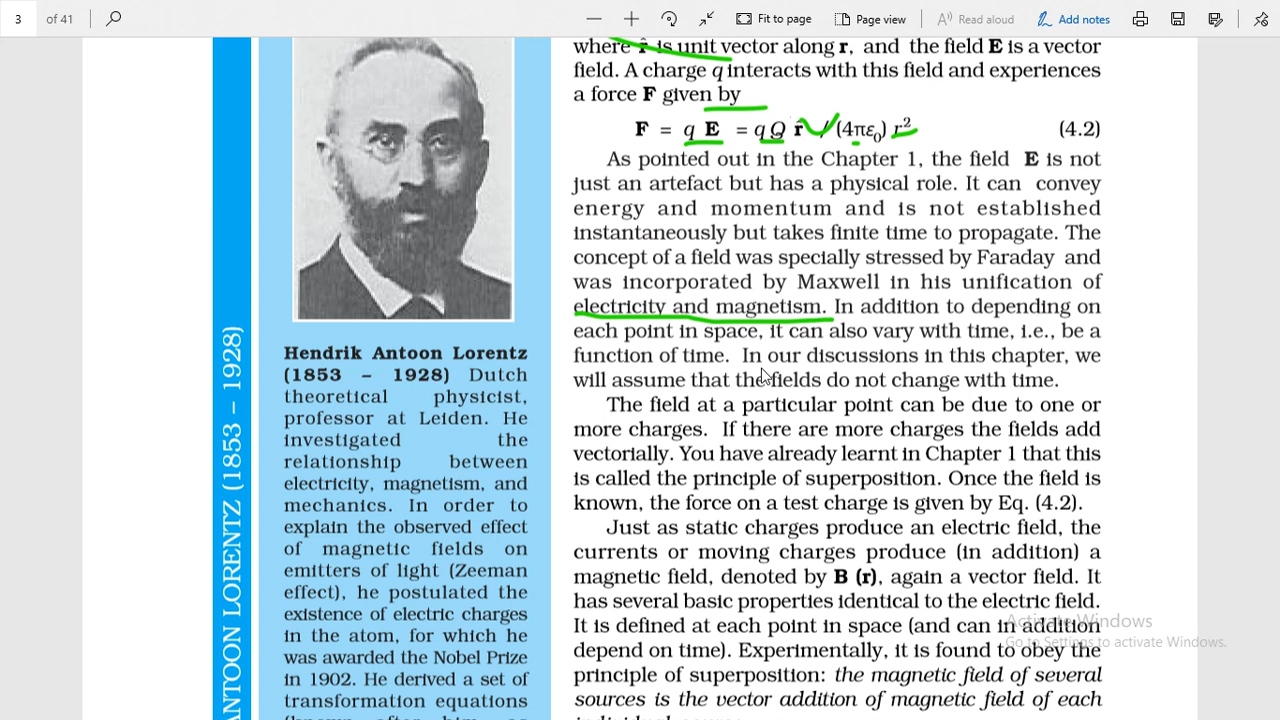 3 of 41 Fit to page Page view Read aloud Add notes
HENDRIK ANTOON LORENTZ (1853 – 1928)
Hendrik Antoon Lorentz
(1853 – 1928) Dutch
theoretical physicist,
professor at Leiden. He
investigated the
relationship between
electricity, magnetism, and
mechanics. In order to
explain the observed effect
of magnetic fields on
emitters of light (Zeeman
effect), he postulated the
existence of electric charges
in the atom, for which he
was awarded the Nobel Prize
in 1902. He derived a set of
transformation equations
where r̂ is unit vector along r, and the field E is a vector
field. A charge q interacts with this field and experiences
a force F given by
F = q E = q Q r̂ / (4πε₀) r² (4.2)
As pointed out in the Chapter 1, the field E is not
just an artefact but has a physical role. It can convey
energy and momentum and is not established
instantaneously but takes finite time to propagate. The
concept of a field was specially stressed by Faraday and
was incorporated by Maxwell in his unification of
electricity and magnetism. In addition to depending on
each point in space, it can also vary with time, i.e., be a
function of time. In our discussions in this chapter, we
will assume that the fields do not change with time.
The field at a particular point can be due to one or
more charges. If there are more charges the fields add
vectorially. You have already learnt in Chapter 1 that this
is called the principle of superposition. Once the field is
known, the force on a test charge is given by Eq. (4.2).
Just as static charges produce an electric field, the
currents or moving charges produce (in addition) a
magnetic field, denoted by B (r), again a vector field. It
has several basic properties identical to the electric field.
It is defined at each point in space (and can in addition
depend on time). Experimentally, it is found to obey the
principle of superposition: the magnetic field of several
sources is the vector addition of magnetic field of each
Activate Windows
Go to Settings to activate Windows.